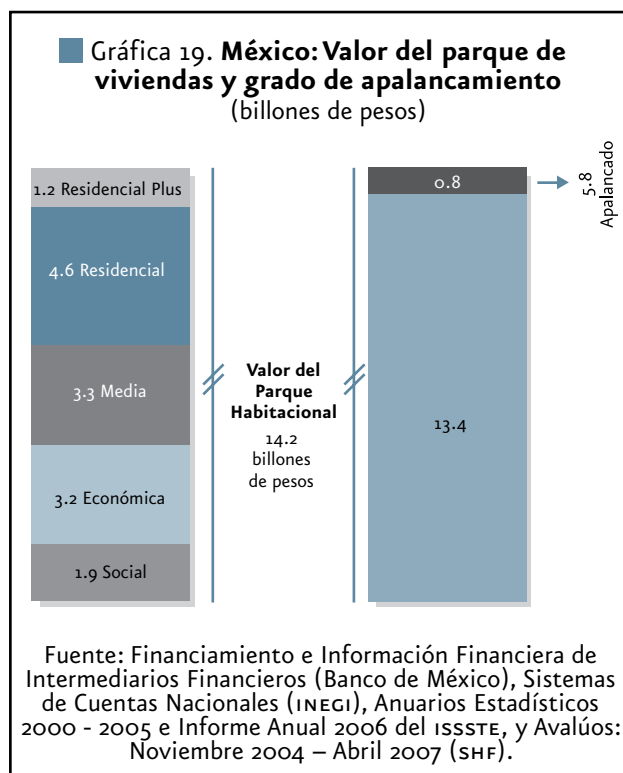 Gráfica 19. México: Valor del parque de
viviendas y grado de apalancamiento
(billones de pesos)
1.2 Residencial Plus
4.6 Residencial
3.3 Media
3.2 Económica
1.9 Social
Valor del
Parque
Habitacional
14.2
billones
de pesos
0.8
13.4
5.8
Apalancado
Fuente: Financiamiento e Información Financiera de
Intermediarios Financieros (Banco de México), Sistemas
de Cuentas Nacionales (INEGI), Anuarios Estadísticos
2000 - 2005 e Informe Anual 2006 del ISSSTE, y Avalúos:
Noviembre 2004 – Abril 2007 (SHF).